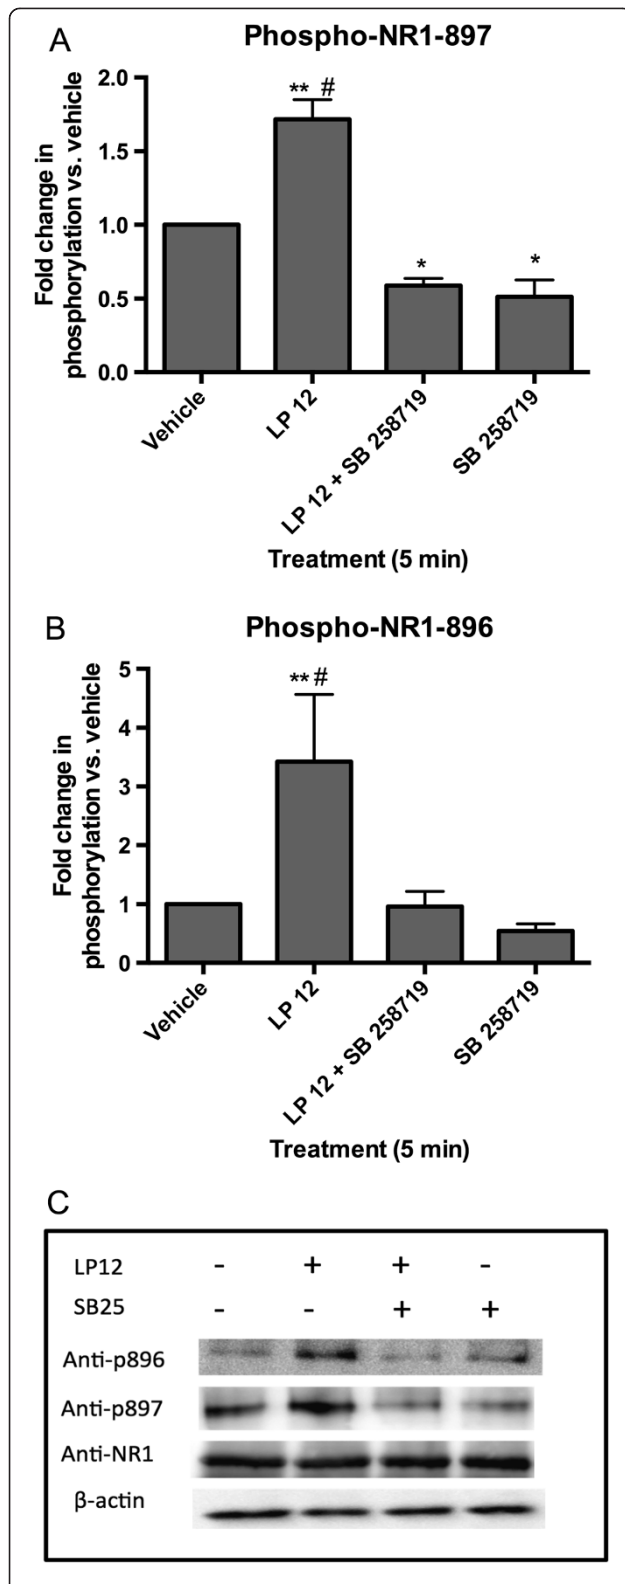 A
Phospho-NR1-897
Fold change in
phosphorylation vs. vehicle
2.0
1.5
1.0
0.5
0.0
** #
*
*
Vehicle
LP 12
LP 12 + SB 258719
SB 258719
Treatment (5 min)
B
Phospho-NR1-896
Fold change in
phosphorylation vs. vehicle
5
4
3
2
1
0
** #
Vehicle
LP 12
LP 12 + SB 258719
SB 258719
Treatment (5 min)
C
LP12 - + + -
SB25 - - + +
Anti-p896
Anti-p897
Anti-NR1
β-actin